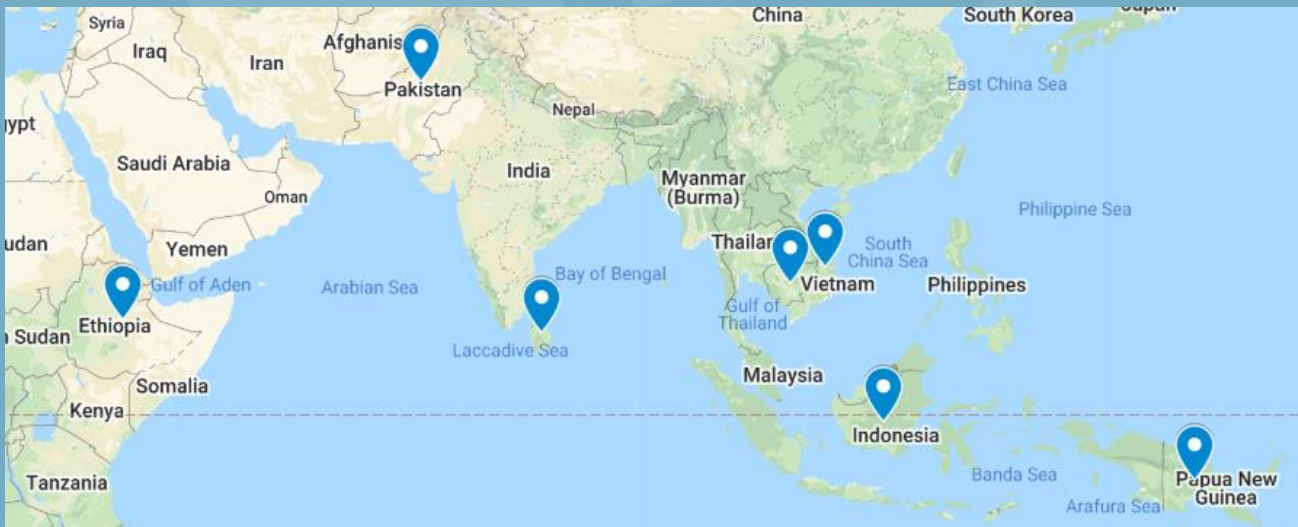 China
South Korea
Syria
Afghanis
Iraq
Iran
Pakistan
East China Sea
Nepal
ypt
Saudi Arabia
India
Myanmar
(Burma)
Oman
Philippine Sea
udan
Yemen
Thailan
South
China Sea
Gulf of Aden
Bay of Bengal
Arabian Sea
Vietnam
Philippines
Gulf of
Thailand
Ethiopia
Sudan
Laccadive Sea
Malaysia
Somalia
Kenya
Indonesia
Banda Sea
Papua New
Guinea
Tanzania
Arafura Sea